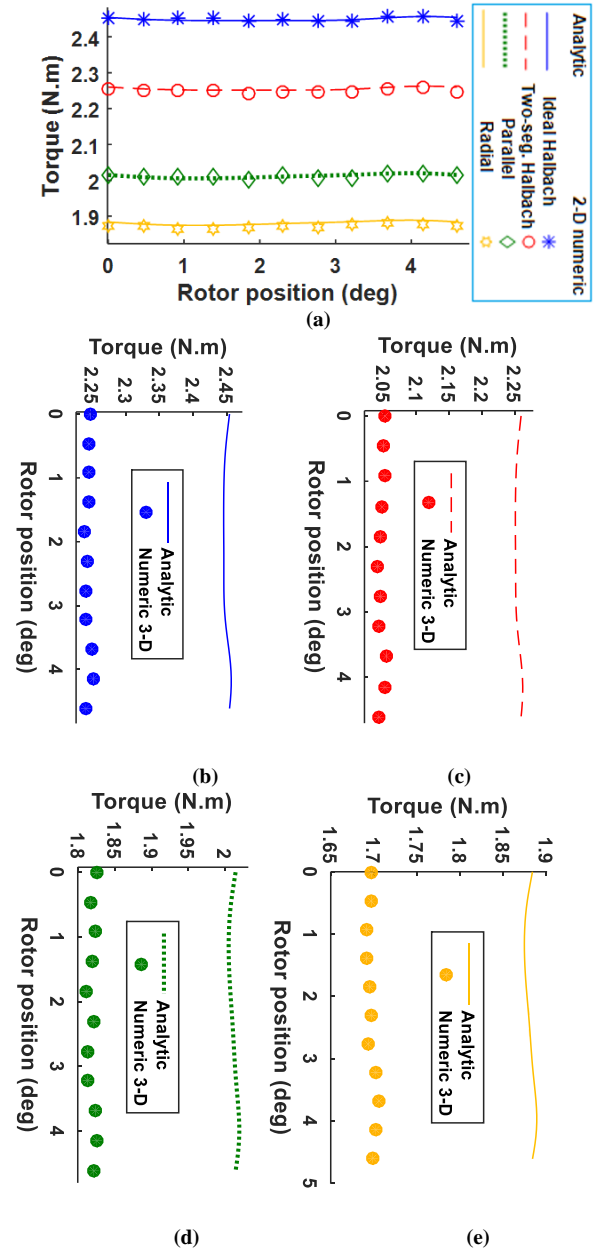 Analytic 2-D numeric
Ideal Halbach
Two-seg. Halbach
Parallel
Radial
Torque (N.m)
2.4
2.3
2.2
2.1
2
1.9
0 1 2 3 4
Rotor position (deg)
(a)
Torque (N.m)
2.25 2.3 2.35 2.4 2.45
0 1 2 3 4
Rotor position (deg)
Analytic
Numeric 3-D
(b)
Torque (N.m)
2.05 2.1 2.15 2.2 2.25
0 1 2 3 4
Rotor position (deg)
Analytic
Numeric 3-D
(c)
Torque (N.m)
1.8 1.85 1.9 1.95 2
0 1 2 3 4
Rotor position (deg)
Analytic
Numeric 3-D
(d)
Torque (N.m)
1.65 1.7 1.75 1.8 1.85 1.9
0 1 2 3 4 5
Rotor position (deg)
Analytic
Numeric 3-D
(e)